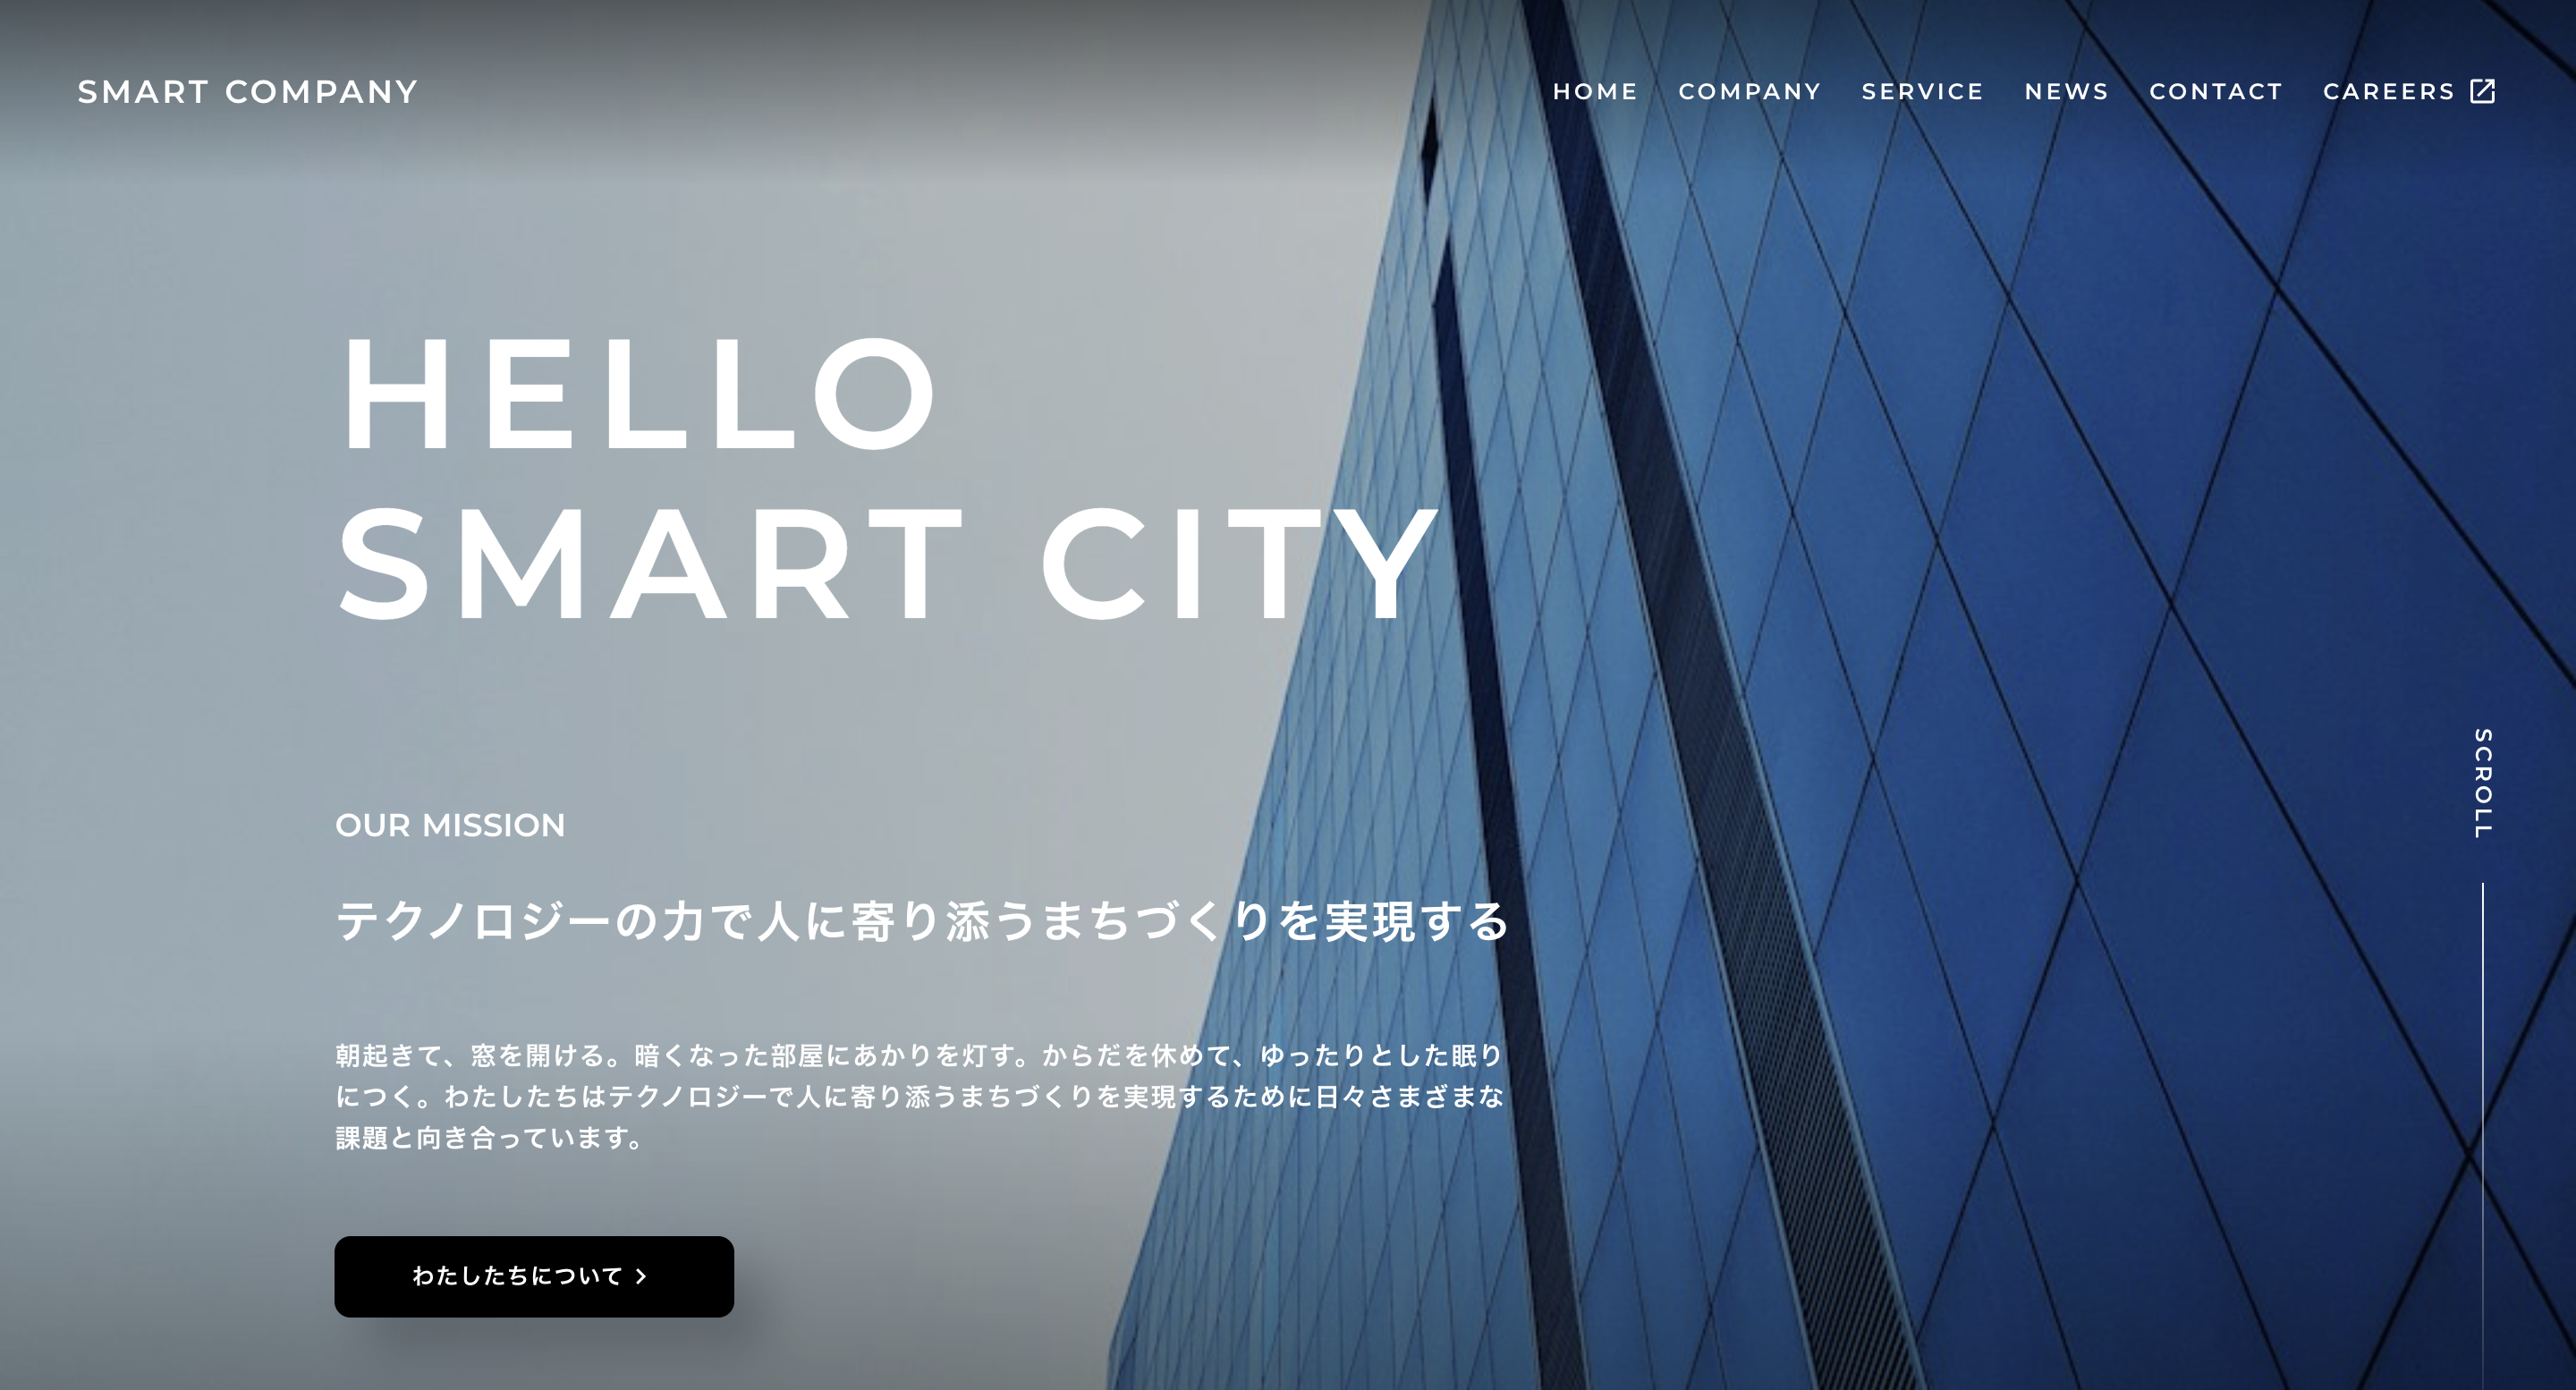 SMART COMPANY
HOME COMPANY SERVICE NEWS CONTACT CAREERS
HELLO
SMART CITY
OUR MISSION
テクノロジーの力で人に寄り添うまちづくりを実現する
朝起きて、窓を開ける。暗くなった部屋にあかりを灯す。からだを休めて、ゆったりとした眠り
につく。わたしたちはテクノロジーで人に寄り添うまちづくりを実現するために日々さまざまな
課題と向き合っています。
わたしたちについて
SCROLL